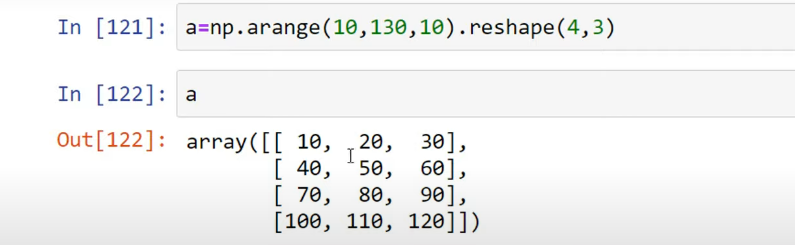 In [121]: a=np.arange(10,130,10).reshape(4,3)
In [122]: a
Out[122]: array([[ 10,  20,  30],
       [ 40,  50,  60],
       [ 70,  80,  90],
       [100, 110, 120]])